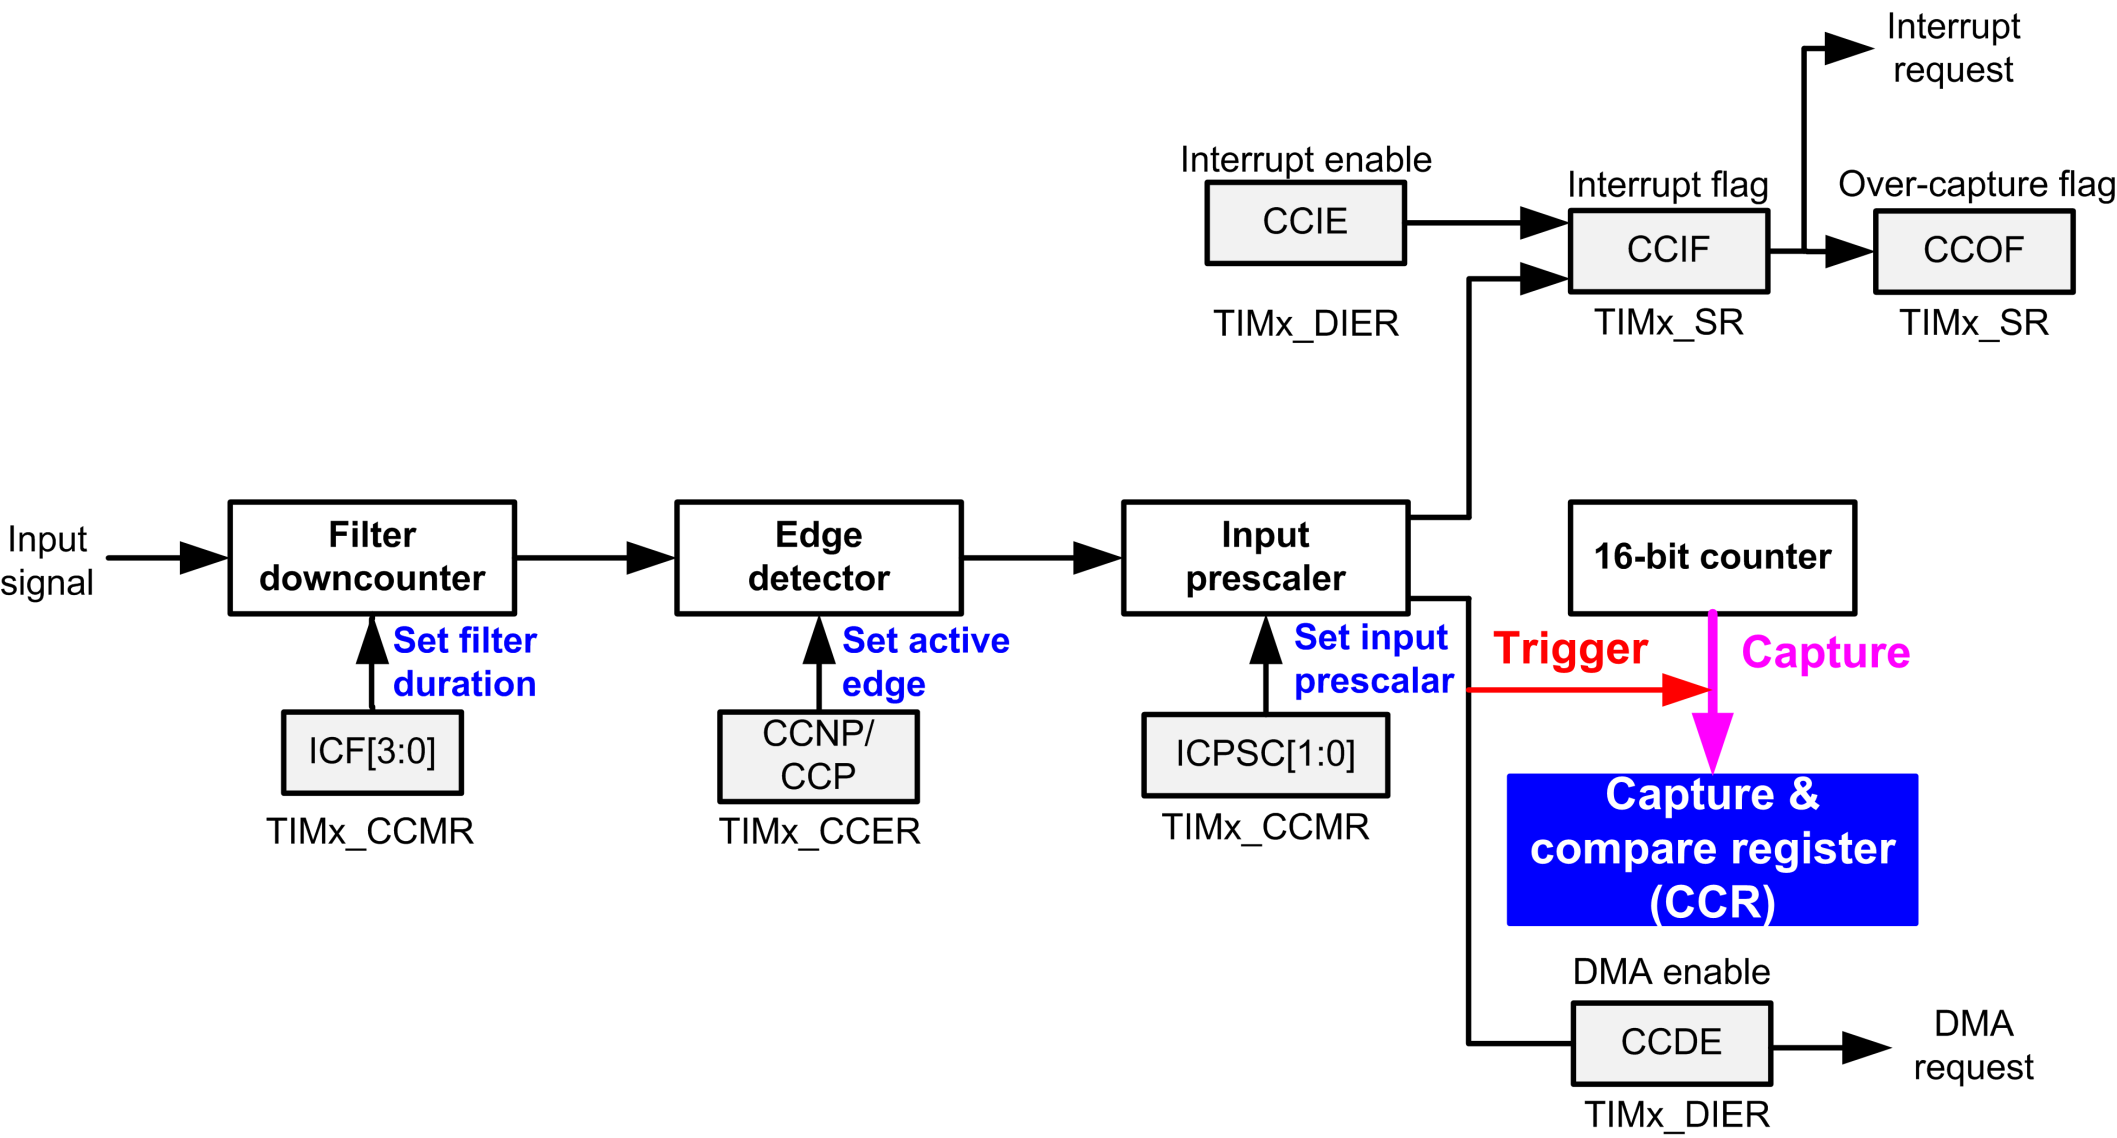 Interrupt
request
Interrupt enable
CCIE
TIMx_DIER
Interrupt flag
CCIF
TIMx_SR
Over-capture flag
CCOF
TIMx_SR
Input
signal
Filter
downcounter
Set filter
duration
ICF[3:0]
TIMx_CCMR
Edge
detector
Set active
edge
CCNP/
CCP
TIMx_CCER
Input
prescaler
Set input
prescalar
ICPSC[1:0]
TIMx_CCMR
16-bit counter
Trigger
Capture
Capture &
compare register
(CCR)
DMA enable
CCDE
TIMx_DIER
DMA
request